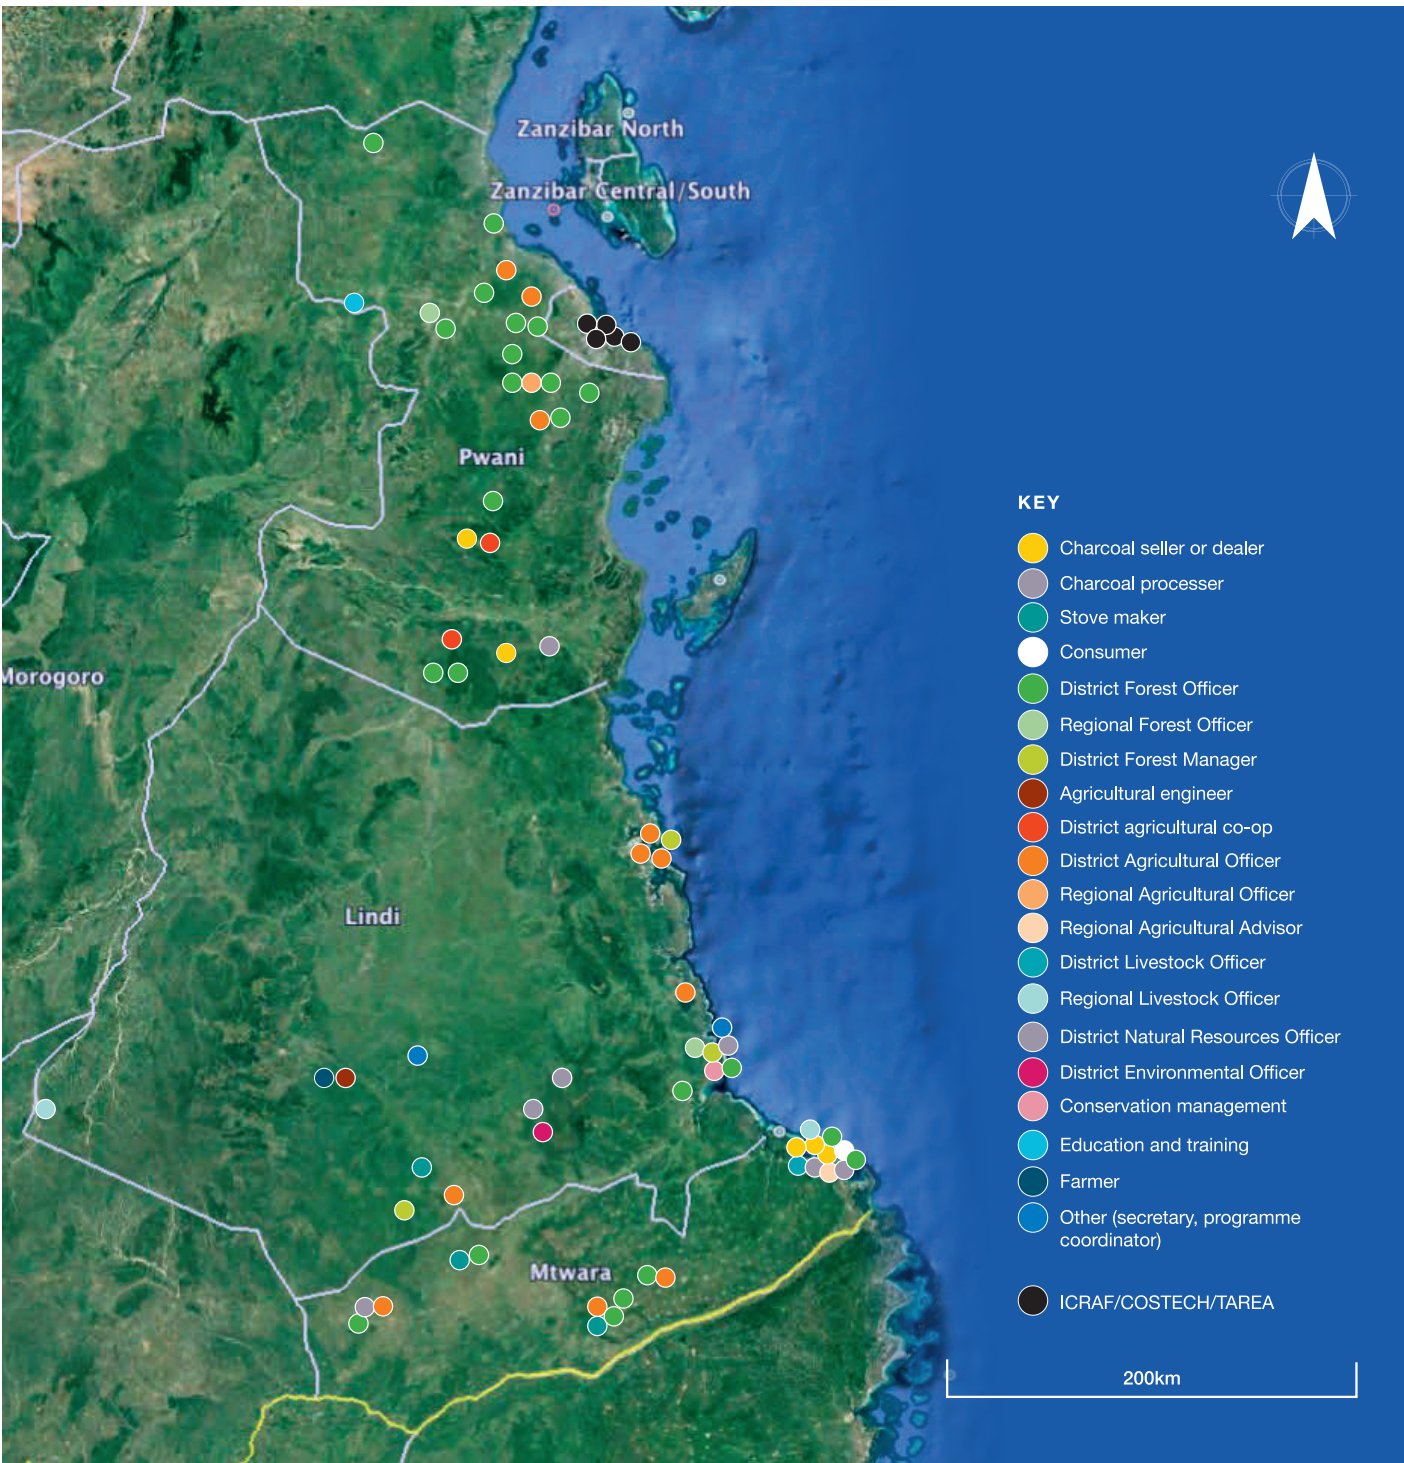 Zanzibar North
Zanzibar Central/South
Pwani
Morogoro
Lindi
Mtwara
KEY
Charcoal seller or dealer
Charcoal processer
Stove maker
Consumer
District Forest Officer
Regional Forest Officer
District Forest Manager
Agricultural engineer
District agricultural co-op
District Agricultural Officer
Regional Agricultural Officer
Regional Agricultural Advisor
District Livestock Officer
Regional Livestock Officer
District Natural Resources Officer
District Environmental Officer
Conservation management
Education and training
Farmer
Other (secretary, programme
coordinator)
ICRAF/COSTECH/TAREA
200km